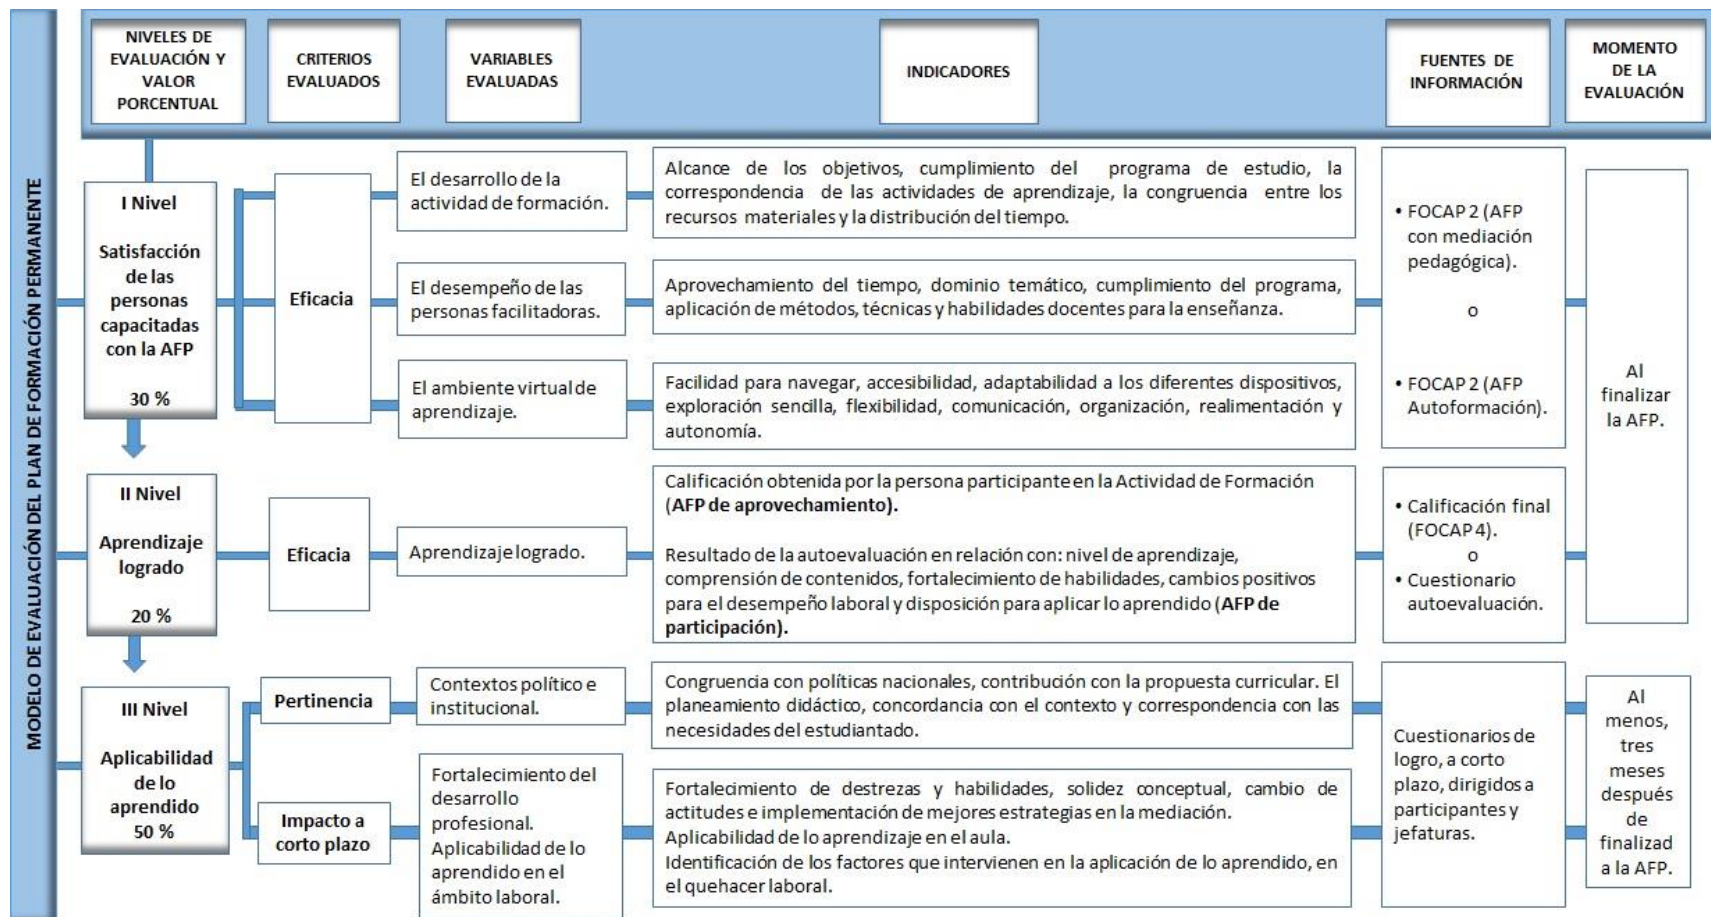 MODELO DE EVALUACIÓN DEL PLAN DE FORMACIÓN PERMANENTE
NIVELES DE
EVALUACIÓN Y
VALOR
PORCENTUAL
CRITERIOS
EVALUADOS
VARIABLES
EVALUADAS
INDICADORES
FUENTES DE
INFORMACIÓN
MOMENTO
DE LA
EVALUACIÓN
I Nivel
Satisfacción
de las
personas
capacitadas
con la AFP
30 %
Eficacia
El desarrollo de la
actividad de formación.
Alcance de los objetivos, cumplimiento del programa de estudio, la
correspondencia de las actividades de aprendizaje, la congruencia entre los
recursos materiales y la distribución del tiempo.
El desempeño de las
personas facilitadoras.
Aprovechamiento del tiempo, dominio temático, cumplimiento del programa,
aplicación de métodos, técnicas y habilidades docentes para la enseñanza.
El ambiente virtual de
aprendizaje.
Facilidad para navegar, accesibilidad, adaptabilidad a los diferentes dispositivos,
exploración sencilla, flexibilidad, comunicación, organización, realimentación y
autonomía.
• FOCAP 2 (AFP
con mediación
pedagógica).
o
• FOCAP 2 (AFP
Autoformación).
Al
finalizar
la AFP.
II Nivel
Aprendizaje
logrado
20 %
Eficacia
Aprendizaje logrado.
Calificación obtenida por la persona participante en la Actividad de Formación
(AFP de aprovechamiento).
Resultado de la autoevaluación en relación con: nivel de aprendizaje,
comprensión de contenidos, fortalecimiento de habilidades, cambios positivos
para el desempeño laboral y disposición para aplicar lo aprendido (AFP de
participación).
• Calificación final
(FOCAP 4).
o
• Cuestionario
autoevaluación.
III Nivel
Aplicabilidad
de lo
aprendido
50 %
Pertinencia
Contextos político e
institucional.
Congruencia con políticas nacionales, contribución con la propuesta curricular. El
planeamiento didáctico, concordancia con el contexto y correspondencia con las
necesidades del estudiantado.
Impacto a
corto plazo
Fortalecimiento del
desarrollo
profesional.
Aplicabilidad de lo
aprendido en el
ámbito laboral.
Fortalecimiento de destrezas y habilidades, solidez conceptual, cambio de
actitudes e implementación de mejores estrategias en la mediación.
Aplicabilidad de lo aprendizaje en el aula.
Identificación de los factores que intervienen en la aplicación de lo aprendido, en
el quehacer laboral.
Cuestionarios de
logro, a corto
plazo, dirigidos a
participantes y
jefaturas.
Al
menos,
tres
meses
después
de
finalizad
a la AFP.